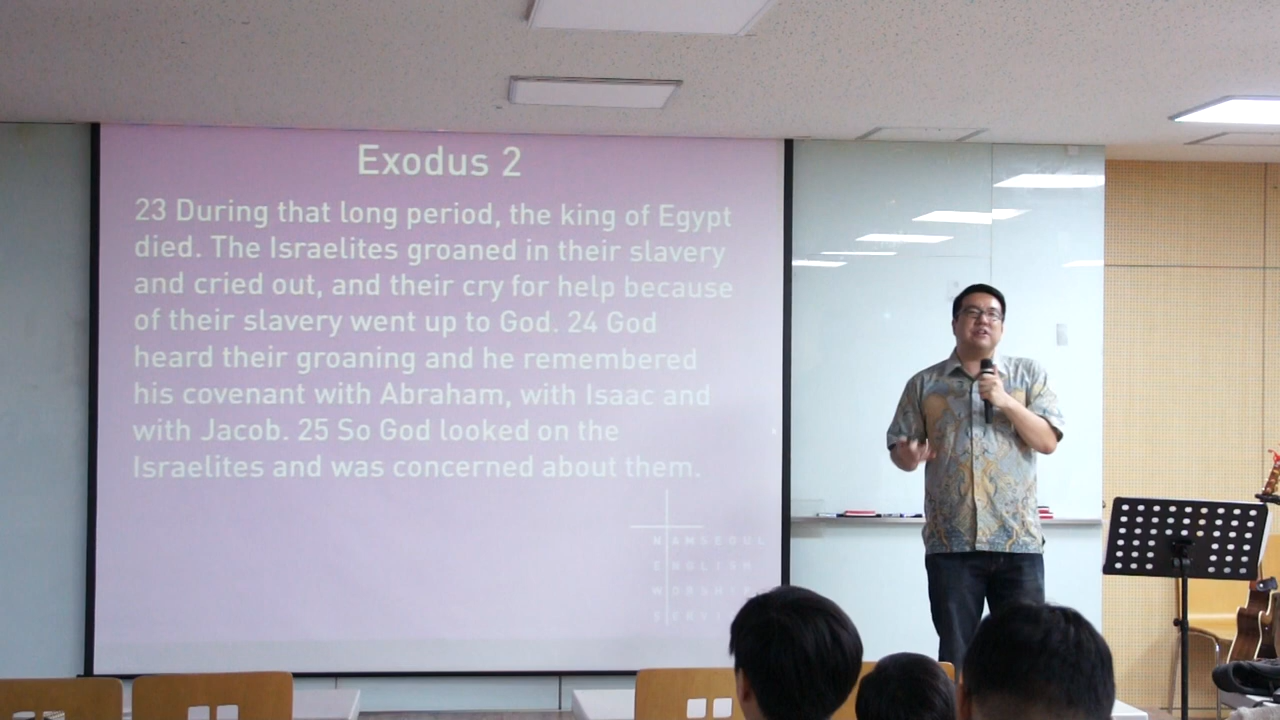 Exodus 2
23 During that long period, the king of Egypt
died. The Israelites groaned in their slavery
and cried out, and their cry for help because
of their slavery went up to God. 24 God
heard their groaning and he remembered
his covenant with Abraham, with Isaac and
with Jacob. 25 So God looked on the
Israelites and was concerned about them.
NAMSEOUL
ENGLISH
WORSHIP